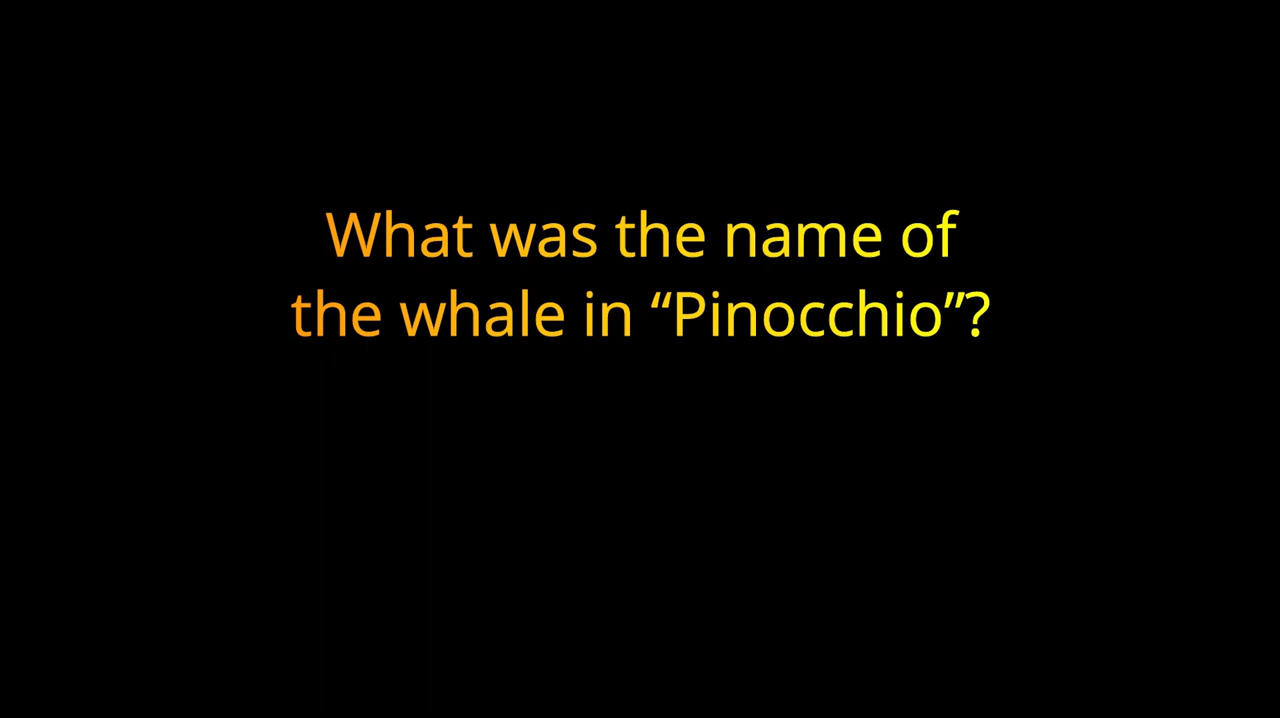 What was the name of
the whale in “Pinocchio”?